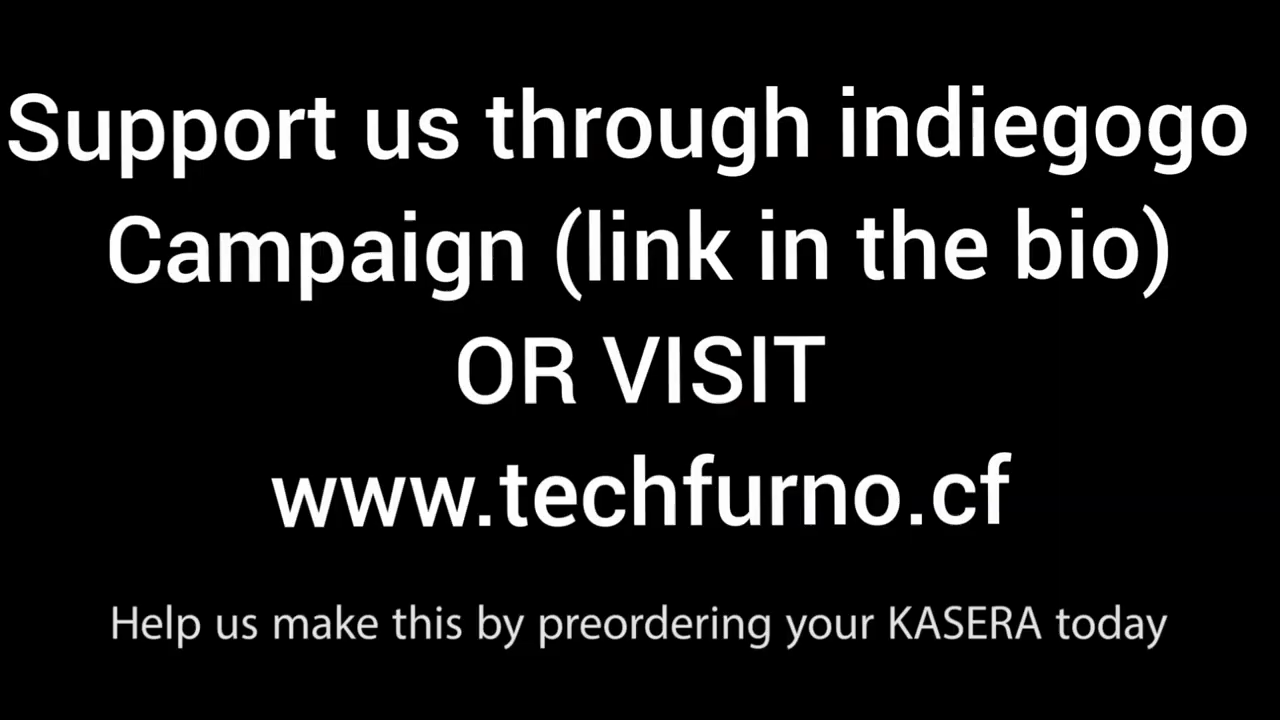 Support us through indiegogo
Campaign (link in the bio)
OR VISIT
www.techfurno.cf
Help us make this by preordering your KASERA today